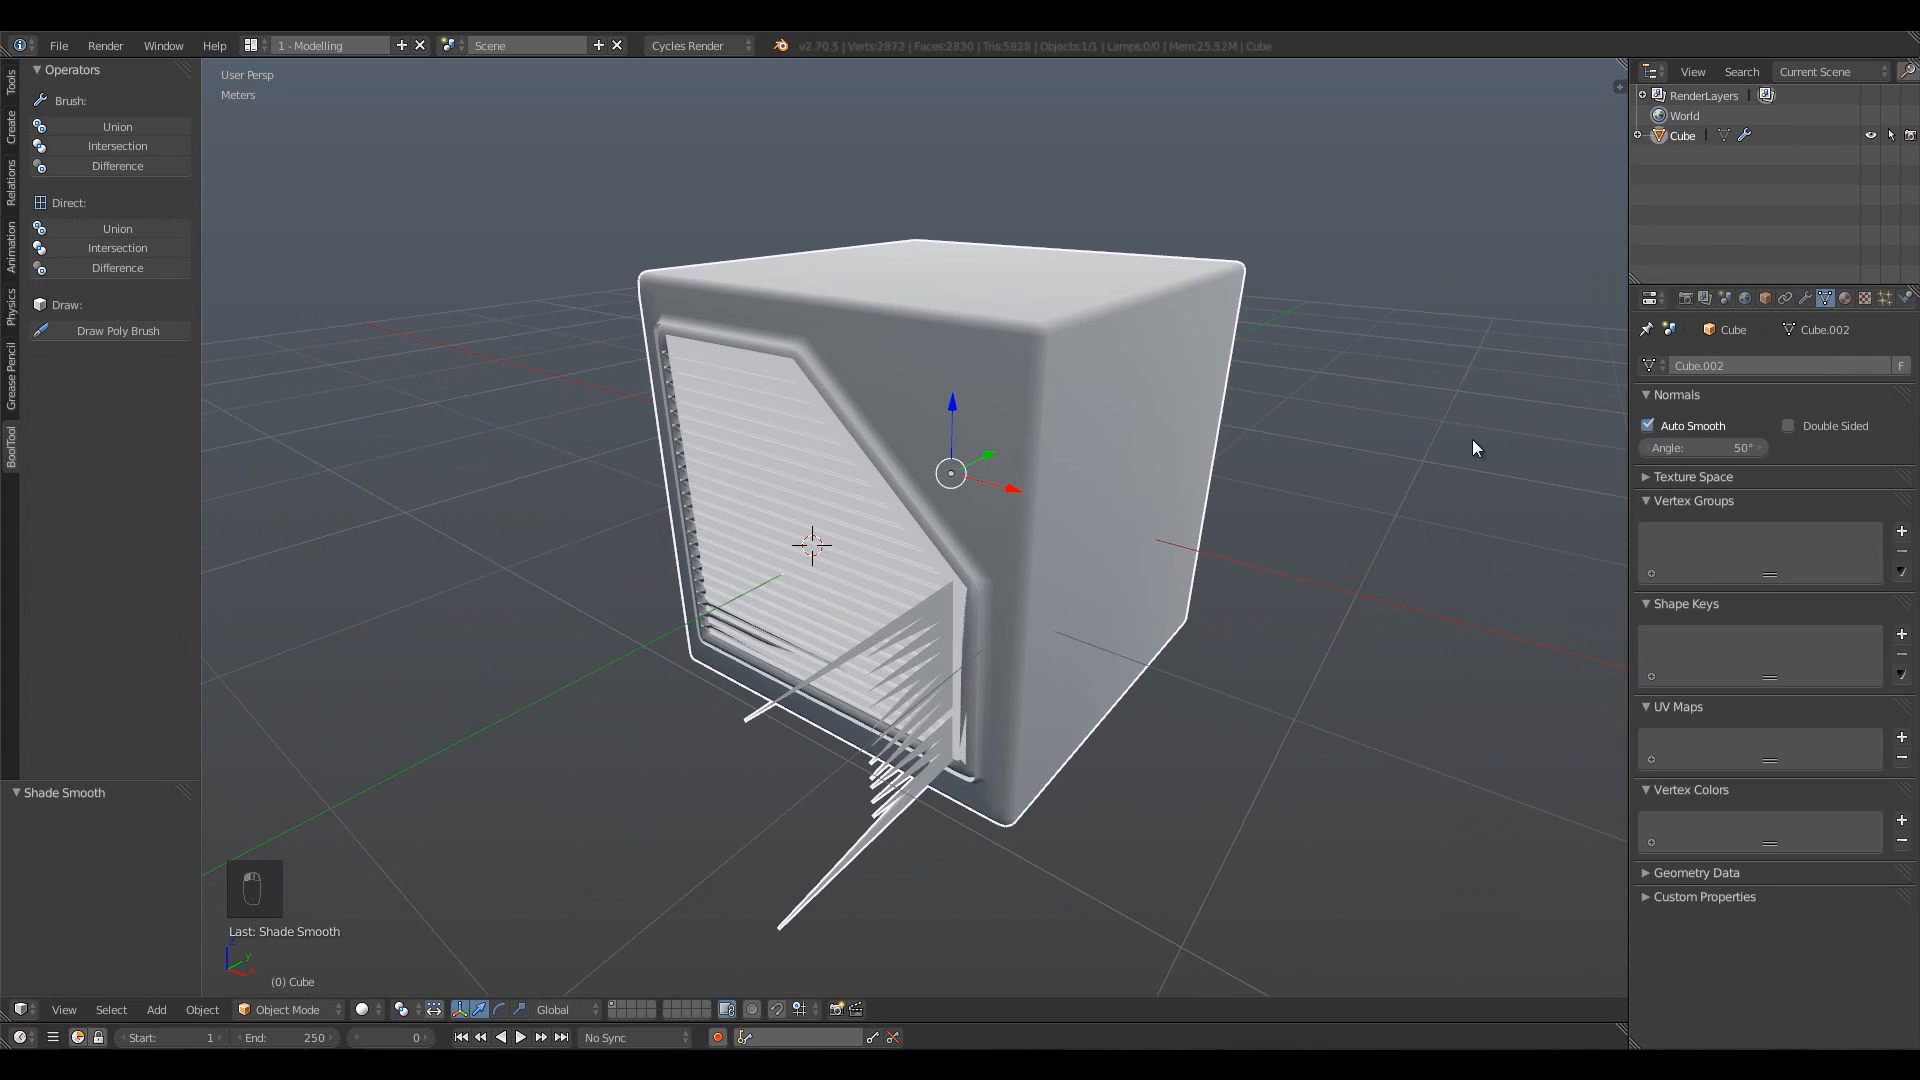 File Render Window Help 1 - Modelling Scene Cycles Render v2.70.5 | Verts:2872 | Faces:2830 | Tris:5828 | Objects:1/1 | Lamps:0/0 | Mem:25.52M | Cube
Operators
Brush:
Union
Intersection
Difference
Direct:
Union
Intersection
Difference
Draw:
Draw Poly Brush
Tools
Create
Relations
Animation
Physics
Grease Pencil
BoolTool
Shade Smooth
User Persp
Meters
Last: Shade Smooth
z
y
x
(0) Cube
View Search Current Scene
RenderLayers |
World
Cube |
Cube Cube.002
Cube.002 F
Normals
Auto Smooth Double Sided
Angle: 50°
Texture Space
Vertex Groups
Shape Keys
UV Maps
Vertex Colors
Geometry Data
Custom Properties
View Select Add Object Object Mode Global
Start: 1 End: 250 0 No Sync